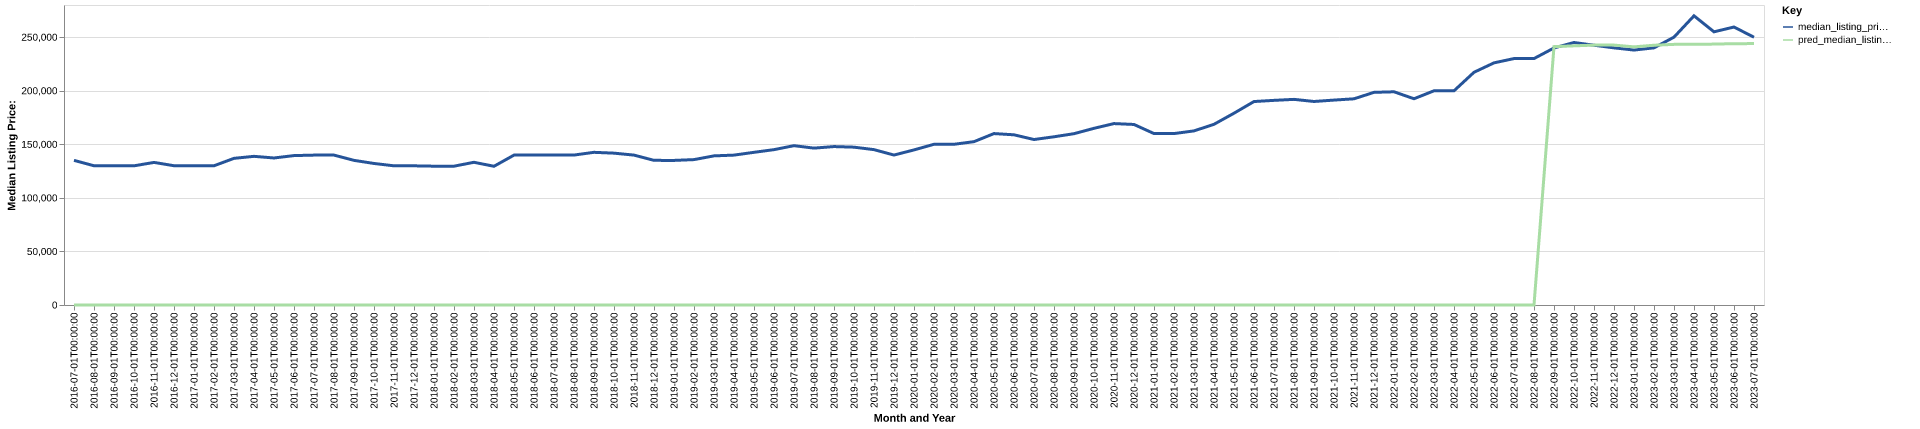 Key
median_listing_pri…
pred_median_listin…
Median Listing Price:
250,000
200,000
150,000
100,000
50,000
0
2016-07-01T00:00:00
2016-08-01T00:00:00
2016-09-01T00:00:00
2016-10-01T00:00:00
2016-11-01T00:00:00
2016-12-01T00:00:00
2017-01-01T00:00:00
2017-02-01T00:00:00
2017-03-01T00:00:00
2017-04-01T00:00:00
2017-05-01T00:00:00
2017-06-01T00:00:00
2017-07-01T00:00:00
2017-08-01T00:00:00
2017-09-01T00:00:00
2017-10-01T00:00:00
2017-11-01T00:00:00
2017-12-01T00:00:00
2018-01-01T00:00:00
2018-02-01T00:00:00
2018-03-01T00:00:00
2018-04-01T00:00:00
2018-05-01T00:00:00
2018-06-01T00:00:00
2018-07-01T00:00:00
2018-08-01T00:00:00
2018-09-01T00:00:00
2018-10-01T00:00:00
2018-11-01T00:00:00
2018-12-01T00:00:00
2019-01-01T00:00:00
2019-02-01T00:00:00
2019-03-01T00:00:00
2019-04-01T00:00:00
2019-05-01T00:00:00
2019-06-01T00:00:00
2019-07-01T00:00:00
2019-08-01T00:00:00
2019-09-01T00:00:00
2019-10-01T00:00:00
2019-11-01T00:00:00
2019-12-01T00:00:00
2020-01-01T00:00:00
2020-02-01T00:00:00
2020-03-01T00:00:00
2020-04-01T00:00:00
2020-05-01T00:00:00
2020-06-01T00:00:00
2020-07-01T00:00:00
2020-08-01T00:00:00
2020-09-01T00:00:00
2020-10-01T00:00:00
2020-11-01T00:00:00
2020-12-01T00:00:00
2021-01-01T00:00:00
2021-02-01T00:00:00
2021-03-01T00:00:00
2021-04-01T00:00:00
2021-05-01T00:00:00
2021-06-01T00:00:00
2021-07-01T00:00:00
2021-08-01T00:00:00
2021-09-01T00:00:00
2021-10-01T00:00:00
2021-11-01T00:00:00
2021-12-01T00:00:00
2022-01-01T00:00:00
2022-02-01T00:00:00
2022-03-01T00:00:00
2022-04-01T00:00:00
2022-05-01T00:00:00
2022-06-01T00:00:00
2022-07-01T00:00:00
2022-08-01T00:00:00
2022-09-01T00:00:00
2022-10-01T00:00:00
2022-11-01T00:00:00
2022-12-01T00:00:00
2023-01-01T00:00:00
2023-02-01T00:00:00
2023-03-01T00:00:00
2023-04-01T00:00:00
2023-05-01T00:00:00
2023-06-01T00:00:00
2023-07-01T00:00:00
Month and Year